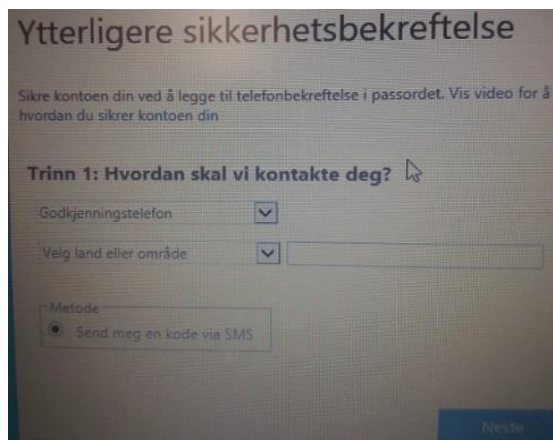 Ytterligere sikkerhetsbekreftelse
Sikre kontoen din ved å legge til telefonbekreftelse i passordet. Vis video for å
hvordan du sikrer kontoen din
Trinn 1: Hvordan skal vi kontakte deg?
Godkjenningstelefon
Velg land eller område
Metode
Send meg en kode via SMS
Neste